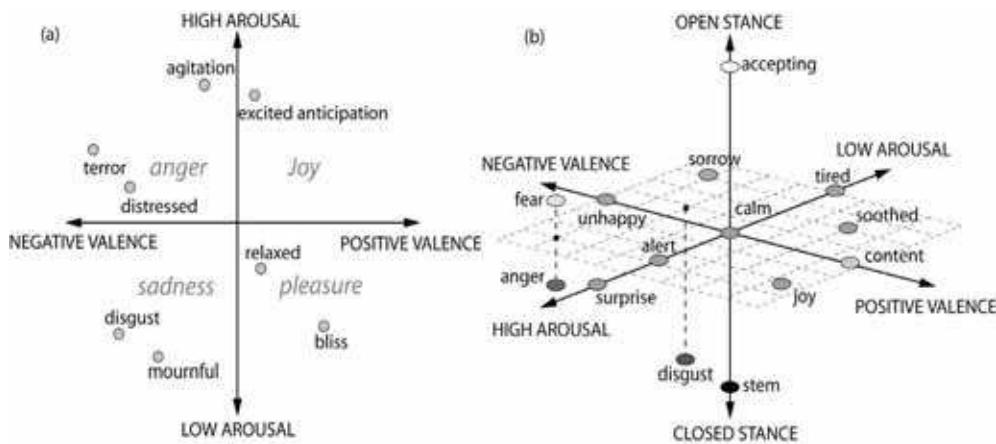 (a)
HIGH AROUSAL
agitation
excited anticipation
terror
anger
Joy
distressed
NEGATIVE VALENCE
POSITIVE VALENCE
relaxed
sadness
pleasure
disgust
bliss
mournful
LOW AROUSAL
(b)
OPEN STANCE
accepting
NEGATIVE VALENCE
sorrow
LOW AROUSAL
tired
fear
unhappy
calm
soothed
alert
content
anger
surprise
joy
POSITIVE VALENCE
HIGH AROUSAL
disgust
stem
CLOSED STANCE